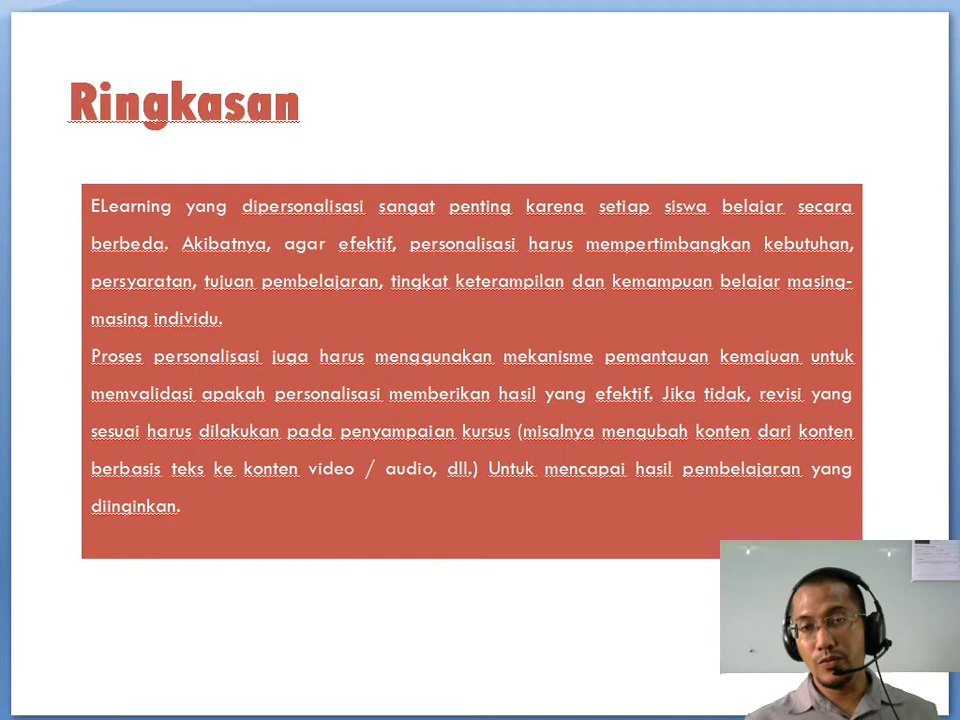 Ringkasan
ELearning yang dipersonalisasi sangat penting karena setiap siswa belajar secara
berbeda. Akibatnya, agar efektif, personalisasi harus mempertimbangkan kebutuhan,
persyaratan, tujuan pembelajaran, tingkat keterampilan dan kemampuan belajar masing-
masing individu.
Proses personalisasi juga harus menggunakan mekanisme pemantauan kemajuan untuk
memvalidasi apakah personalisasi memberikan hasil yang efektif. Jika tidak, revisi yang
sesuai harus dilakukan pada penyampaian kursus (misalnya mengubah konten dari konten
berbasis teks ke konten video / audio, dll.) Untuk mencapai hasil pembelajaran yang
diinginkan.